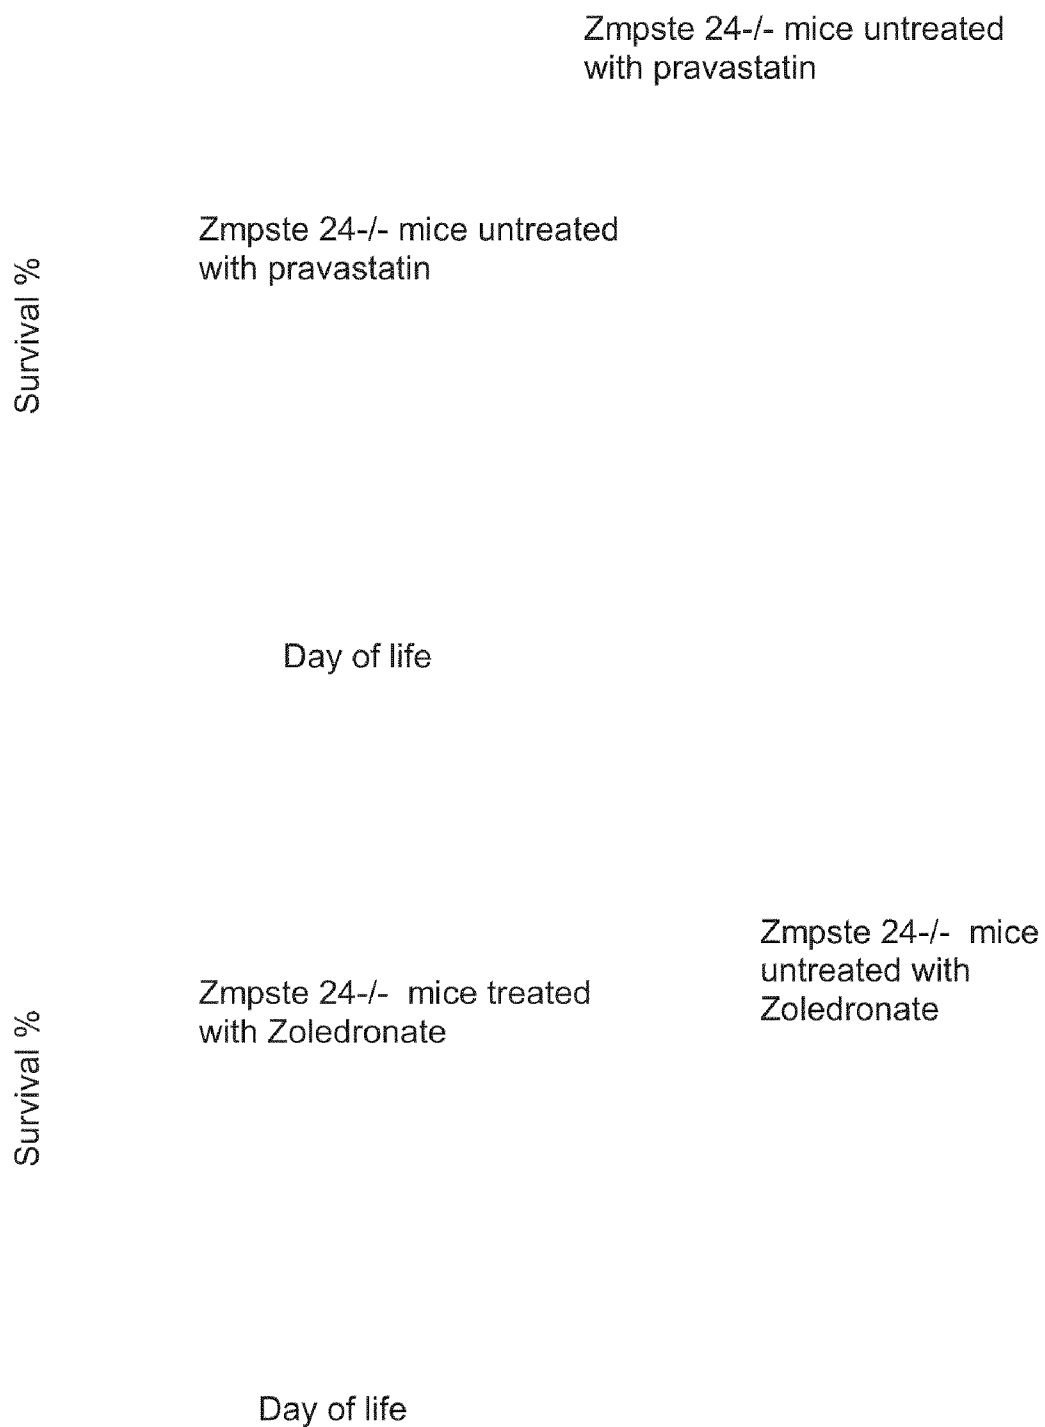 Zmpste 24-/- mice untreated
with pravastatin
Zmpste 24-/- mice untreated
with pravastatin
Survival %
Day of life
Zmpste 24-/-  mice
untreated with
Zoledronate
Zmpste 24-/-  mice treated
with Zoledronate
Survival %
Day of life